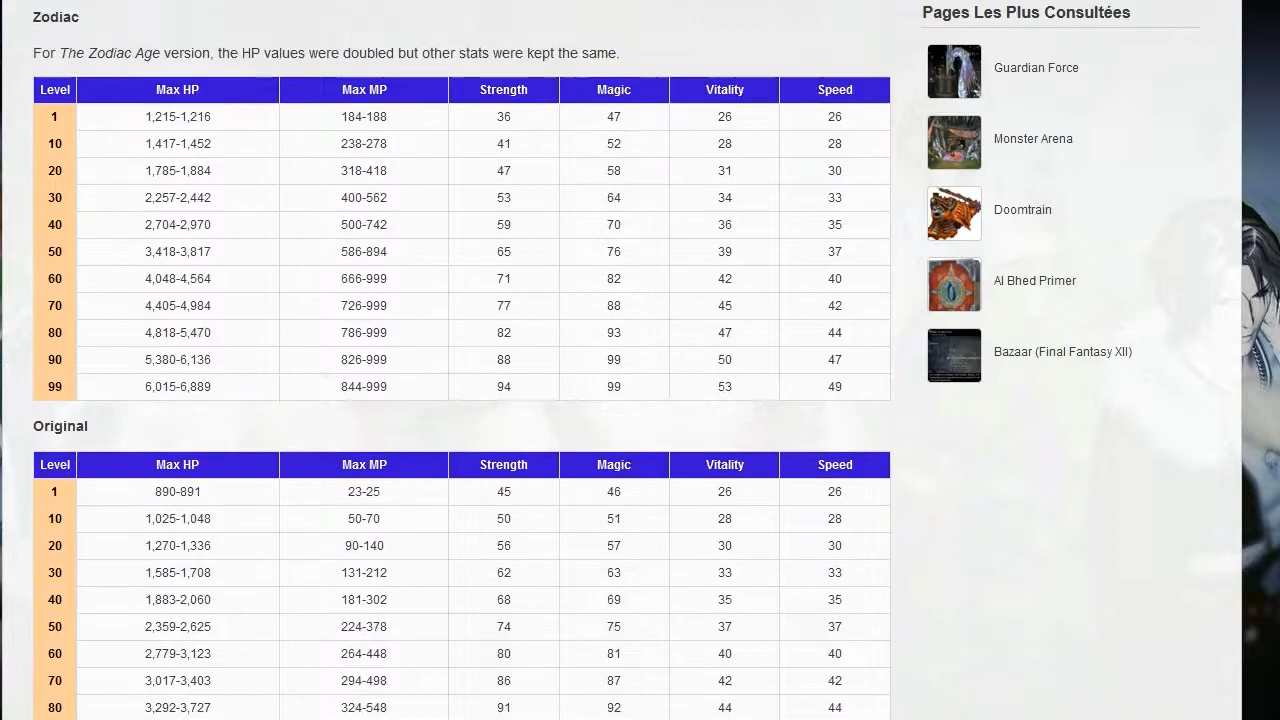 Zodiac
For The Zodiac Age version, the HP values were doubled but other stats were kept the same.
Level Max HP Max MP Strength Magic Vitality Speed
1 1,215-1,216 184-188 36 47 26 26
10 1,417-1,452 238-278 41 52 28 28
20 1,785-1,884 318-418 47 58 31 30
30 2,257-2,442 400-562 53 64 34 33
40 2,704-2,970 500-742 59 70 36 35
50 3,418-3,817 586-894 65 76 39 37
60 4,048-4,564 666-999 71 82 42 40
70 4,405-4,984 726-999 77 88 45 42
80 4,818-5,470 786-999 82 93 47 44
90 826-999 88 99 50 47
99 93 99 53 49
Original
Level Max HP Max MP Strength Magic Vitality Speed
1 890-891 23-25 45 46 26 26
10 1,025-1,048 50-70 50 51 28 28
20 1,270-1,336 90-140 56 57 30 30
30 1,585-1,708 131-212 62 63 33 33
40 1,883-2,060 181-302 68 69 35 35
50 2,359-2,625 224-378 74 75 37 37
60 2,779-3,123 264-448 80 81 40 40
70 3,017-3,403 294-498 86 87 42 42
80 3,292-3,727 324-548 91 92 44 44
Pages Les Plus Consultées
Guardian Force
Monster Arena
Doomtrain
Al Bhed Primer
Bazaar (Final Fantasy XII)